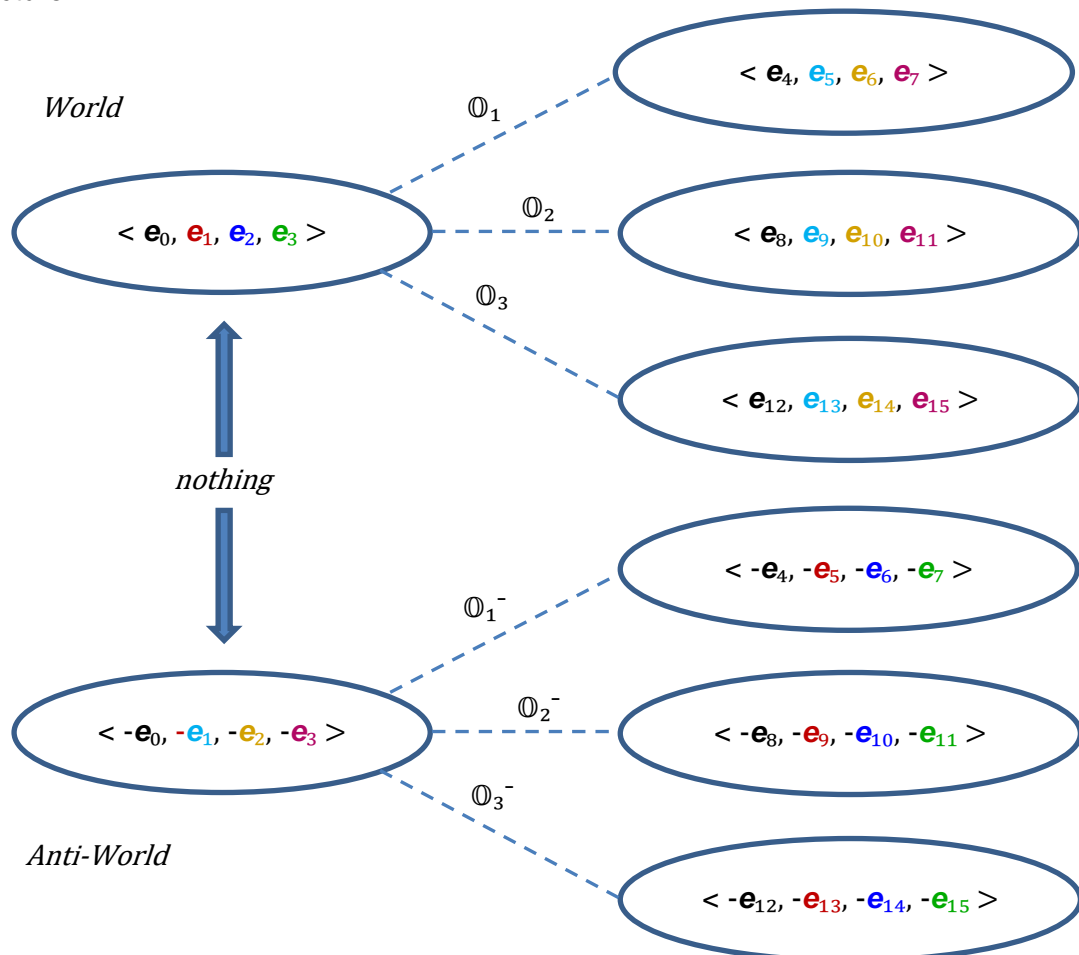 < e₄, e₅, e₆, e₇ >
World
𝕆₁
< e₀, e₁, e₂, e₃ >
𝕆₂
< e₈, e₉, e₁₀, e₁₁ >
𝕆₃
< e₁₂, e₁₃, e₁₄, e₁₅ >
nothing
< -e₄, -e₅, -e₆, -e₇ >
𝕆₁⁻
< -e₀, -e₁, -e₂, -e₃ >
𝕆₂⁻
< -e₈, -e₉, -e₁₀, -e₁₁ >
𝕆₃⁻
Anti-World
< -e₁₂, -e₁₃, -e₁₄, -e₁₅ >